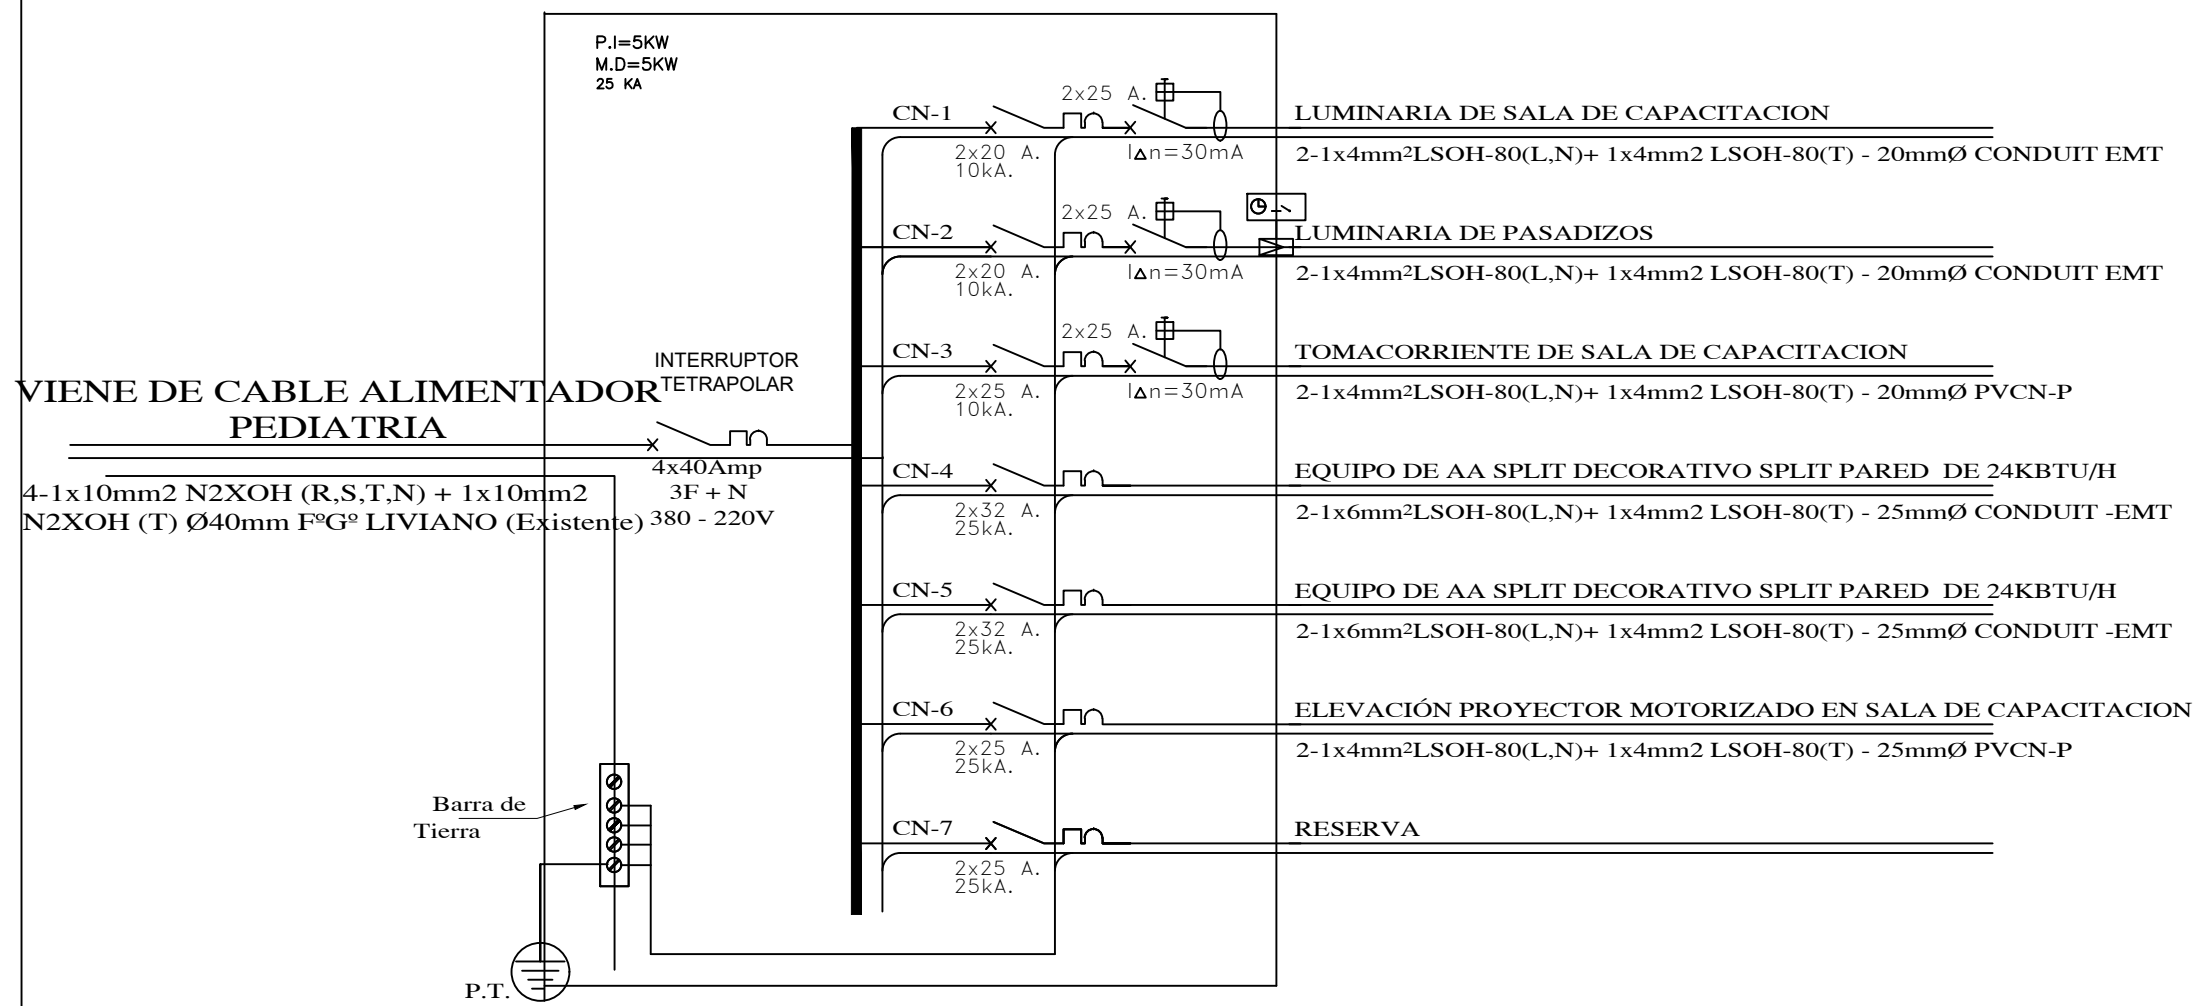 P.I=5KW
M.D=5KW
25 KA
CN-1
2x20 A.
10kA.
2x25 A.
I∆n=30mA
LUMINARIA DE SALA DE CAPACITACION
2-1x4mm²LSOH-80(L,N)+ 1x4mm2 LSOH-80(T) - 20mmØ CONDUIT EMT
CN-2
2x20 A.
10kA.
2x25 A.
I∆n=30mA
LUMINARIA DE PASADIZOS
2-1x4mm²LSOH-80(L,N)+ 1x4mm2 LSOH-80(T) - 20mmØ CONDUIT EMT
CN-3
2x25 A.
10kA.
2x25 A.
I∆n=30mA
TOMACORRIENTE DE SALA DE CAPACITACION
2-1x4mm²LSOH-80(L,N)+ 1x4mm2 LSOH-80(T) - 20mmØ PVCN-P
INTERRUPTOR
TETRAPOLAR
VIENE DE CABLE ALIMENTADOR
PEDIATRIA
4x40Amp
3F + N
380 - 220V
4-1x10mm2 N2XOH (R,S,T,N) + 1x10mm2
N2XOH (T) Ø40mm FºGº LIVIANO (Existente)
CN-4
2x32 A.
25kA.
EQUIPO DE AA SPLIT DECORATIVO SPLIT PARED DE 24KBTU/H
2-1x6mm²LSOH-80(L,N)+ 1x4mm2 LSOH-80(T) - 25mmØ CONDUIT -EMT
CN-5
2x32 A.
25kA.
EQUIPO DE AA SPLIT DECORATIVO SPLIT PARED DE 24KBTU/H
2-1x6mm²LSOH-80(L,N)+ 1x4mm2 LSOH-80(T) - 25mmØ CONDUIT -EMT
CN-6
2x25 A.
25kA.
ELEVACIÓN PROYECTOR MOTORIZADO EN SALA DE CAPACITACION
2-1x4mm²LSOH-80(L,N)+ 1x4mm2 LSOH-80(T) - 25mmØ PVCN-P
CN-7
2x25 A.
25kA.
RESERVA
Barra de
Tierra
P.T.